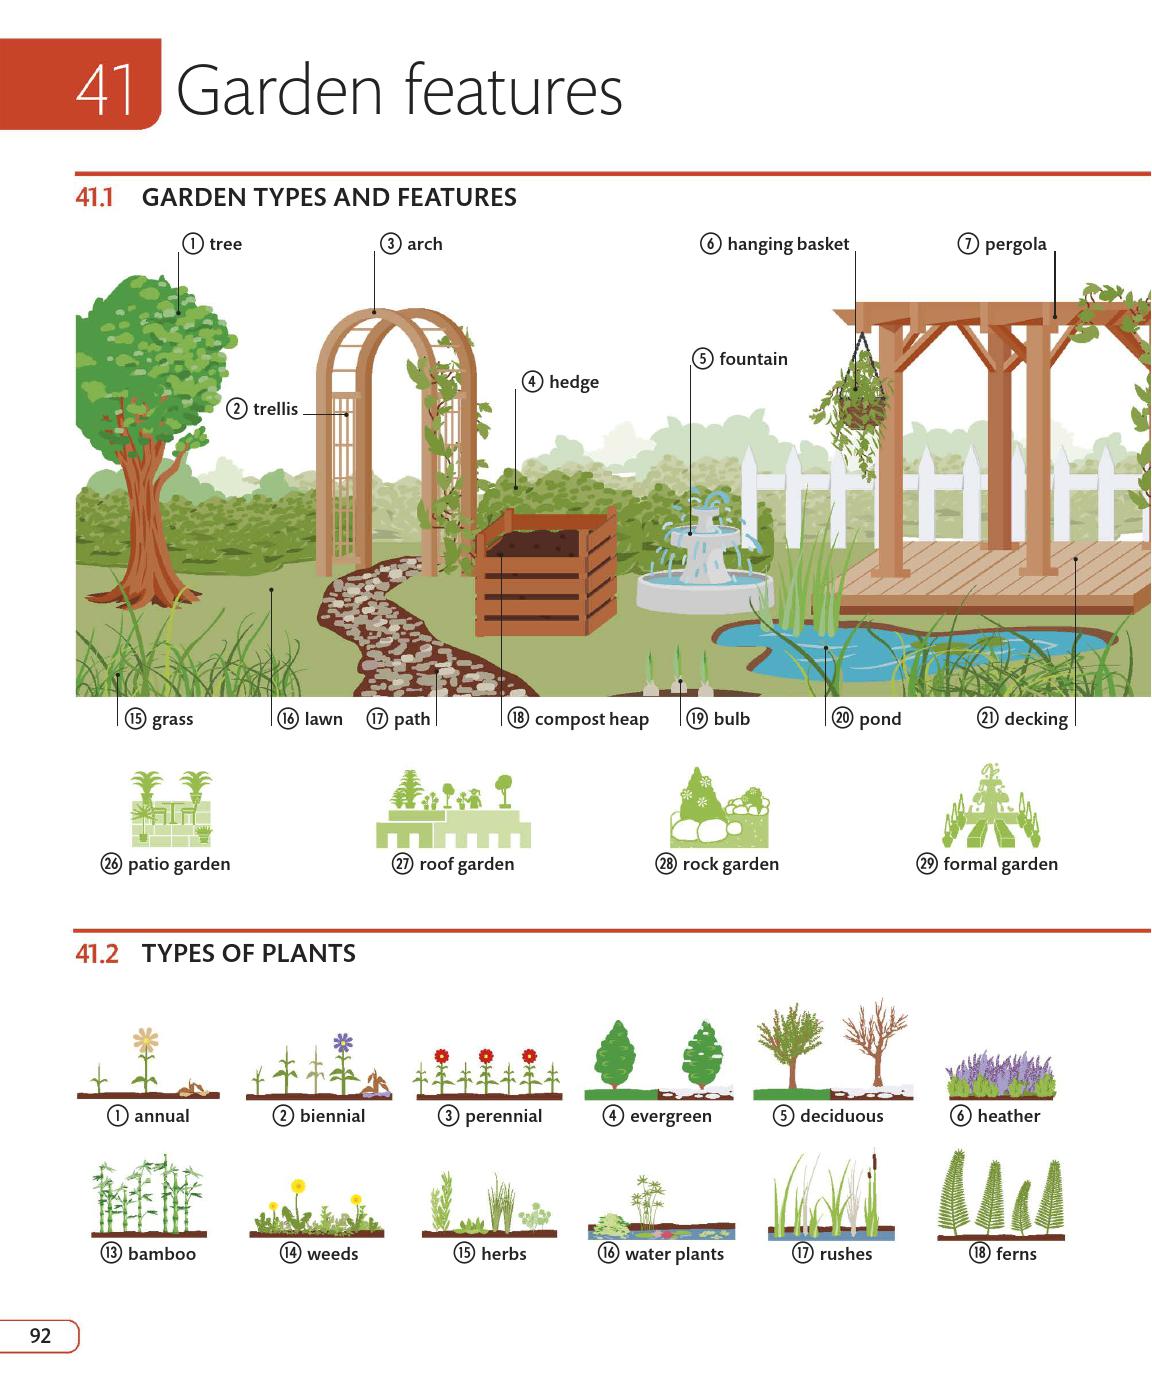 41 Garden features
41.1 GARDEN TYPES AND FEATURES
① tree
③ arch
⑥ hanging basket
⑦ pergola
⑤ fountain
④ hedge
② trellis
⑮ grass
⑯ lawn
⑰ path
⑱ compost heap
⑲ bulb
⑳ pond
㉑ decking
㉖ patio garden
㉗ roof garden
㉘ rock garden
㉙ formal garden
41.2 TYPES OF PLANTS
① annual
② biennial
③ perennial
④ evergreen
⑤ deciduous
⑥ heather
⑬ bamboo
⑭ weeds
⑮ herbs
⑯ water plants
⑰ rushes
⑱ ferns
92